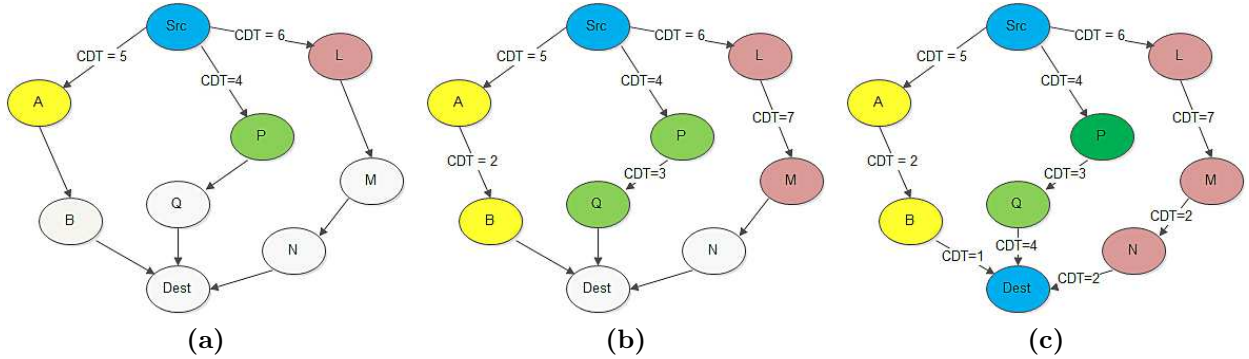 Src
CDT = 6
L
CDT = 5
CDT=4
A
P
M
Q
B
N
Dest
(a)
Src
CDT = 6
L
CDT = 5
CDT=4
A
CDT=7
P
CDT = 2
CDT=3
M
Q
B
N
Dest
(b)
Src
CDT = 6
L
CDT = 5
CDT=4
A
CDT=7
P
CDT = 2
CDT=3
M
Q
B
CDT=2
CDT=4
N
CDT=1
CDT=2
Dest
(c)